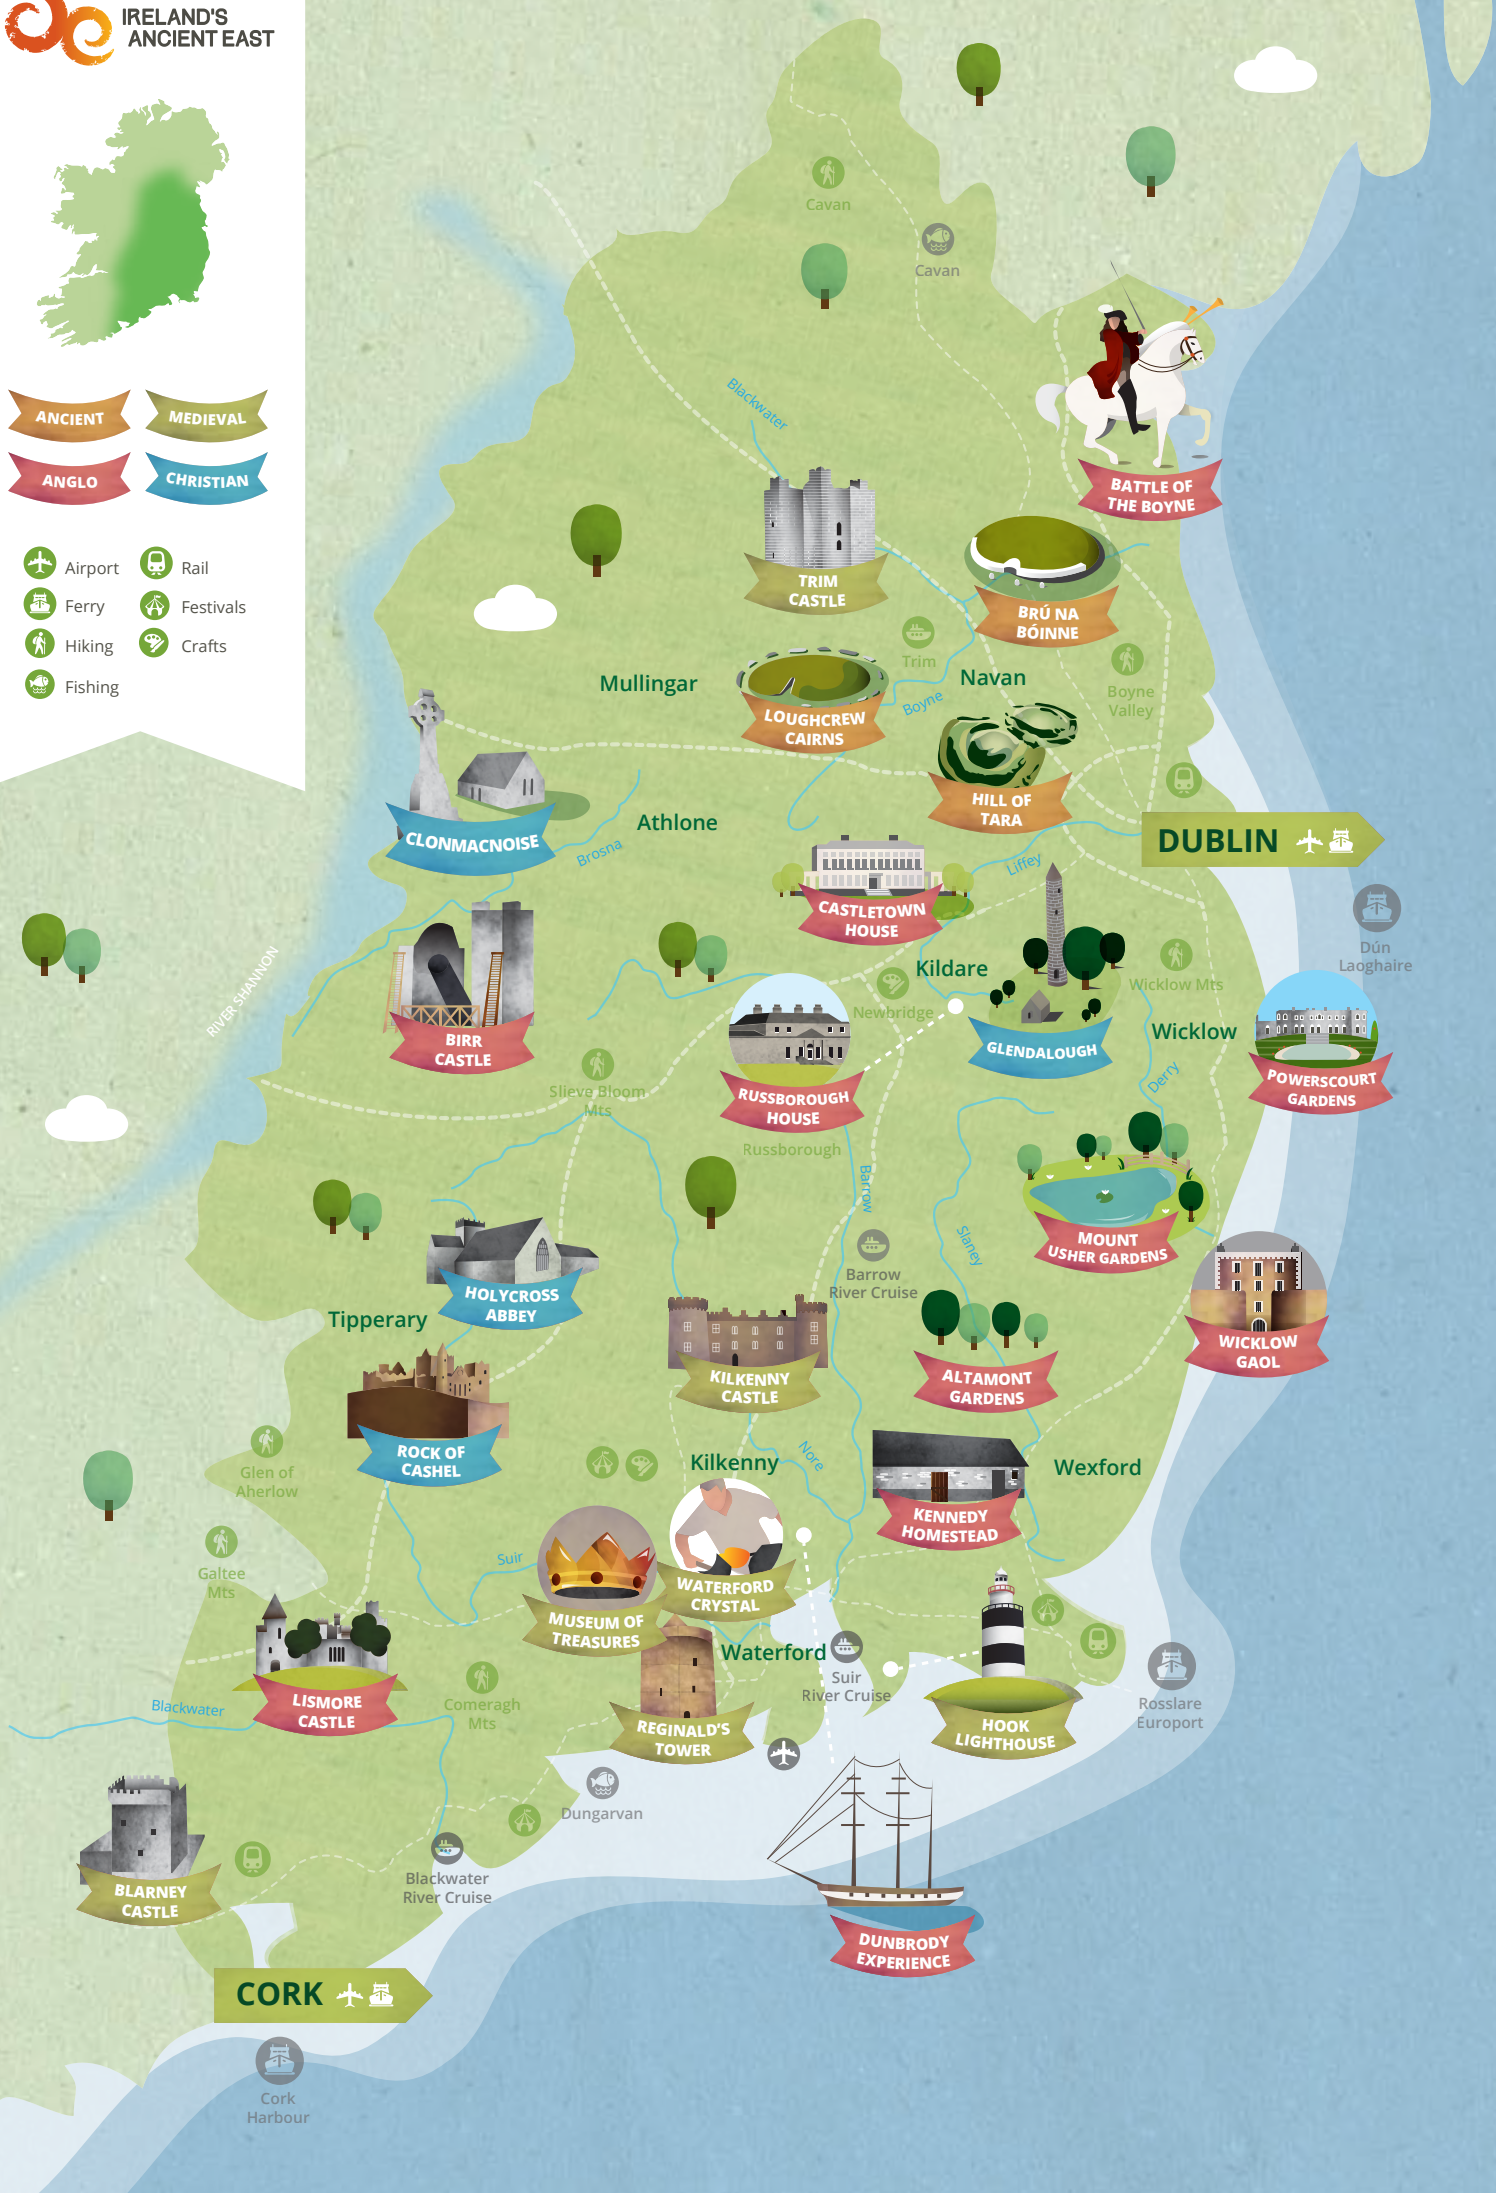 IRELAND'S
ANCIENT EAST
ANCIENT
MEDIEVAL
ANGLO
CHRISTIAN
Airport
Rail
Ferry
Festivals
Hiking
Crafts
Fishing
Cavan
Cavan
Blackwater
BATTLE OF
THE BOYNE
TRIM
CASTLE
BRÚ NA
BÓINNE
Trim
Navan
Mullingar
Boyne
Valley
Boyne
LOUGHCREW
CAIRNS
HILL OF
TARA
CLONMACNOISE
Athlone
Brosna
DUBLIN
Liffey
CASTLETOWN
HOUSE
Dún
Laoghaire
RIVER SHANNON
Kildare
Wicklow Mts
Newbridge
BIRR
CASTLE
GLENDALOUGH
Wicklow
Slieve Bloom
Mts
RUSSBOROUGH
HOUSE
Derry
POWERSCOURT
GARDENS
Russborough
Barrow
Slaney
MOUNT
USHER GARDENS
Barrow
River Cruise
HOLYCROSS
ABBEY
Tipperary
WICKLOW
GAOL
KILKENNY
CASTLE
ALTAMONT
GARDENS
ROCK OF
CASHEL
Kilkenny
Nore
Wexford
Glen of
Aherlow
KENNEDY
HOMESTEAD
Suir
Galtee
Mts
WATERFORD
CRYSTAL
MUSEUM OF
TREASURES
Waterford
Suir
River Cruise
LISMORE
CASTLE
Blackwater
Comeragh
Mts
Rosslare
Europort
REGINALD'S
TOWER
HOOK
LIGHTHOUSE
Dungarvan
Blackwater
River Cruise
BLARNEY
CASTLE
DUNBRODY
EXPERIENCE
CORK
Cork
Harbour